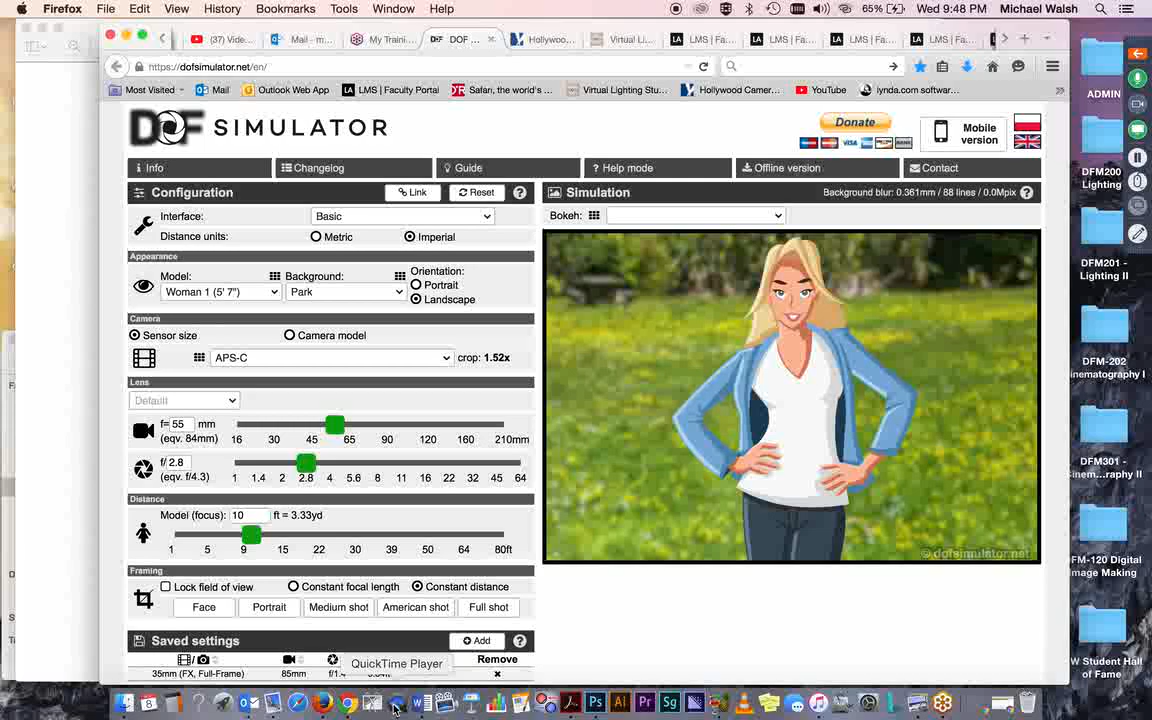 Firefox File Edit View History Bookmarks Tools Window Help 65% Wed 9:48 PM Michael Walsh
(37) Vide... Mail - m... My Traini... DOF ... Hollywoo... Virtual Li... LMS | Fa... LMS | Fa... LMS | Fa... LMS | Fa...
https://dofsimulator.net/en/
Most Visited Mail Outlook Web App LMS | Faculty Portal Safari, the world's ... Virtual Lighting Stu... Hollywood Camer... YouTube lynda.com softwar...
DOF SIMULATOR
Donate
Mobile version
Info Changelog Guide ? Help mode Offline version Contact
Configuration Link Reset
Simulation Background blur: 0.361mm / 88 lines / 0.0Mpix
Interface: Basic
Bokeh:
Distance units: Metric Imperial
Appearance
Model: Background: Orientation:
Woman 1 (5' 7") Park Portrait
Landscape
Camera
Sensor size Camera model
APS-C crop: 1.52x
Lens
Default
f= 55 mm
(eqv. 84mm) 16 30 45 65 90 120 160 210mm
f/ 2.8
(eqv. f/4.3) 1 1.4 2 2.8 4 5.6 8 11 16 22 32 45 64
Distance
Model (focus): 10 ft = 3.33yd
1 5 9 15 22 30 39 50 64 80ft
Framing
Lock field of view Constant focal length Constant distance
Face Portrait Medium shot American shot Full shot
Saved settings Add
Remove
35mm (FX, Full-Frame) 85mm
QuickTime Player
© dofsimulator.net
ADMIN
DFM200
Lighting
DFM201 -
Lighting II
DFM-202
DFM301 -
Image Making
W Student Hall
of Fame